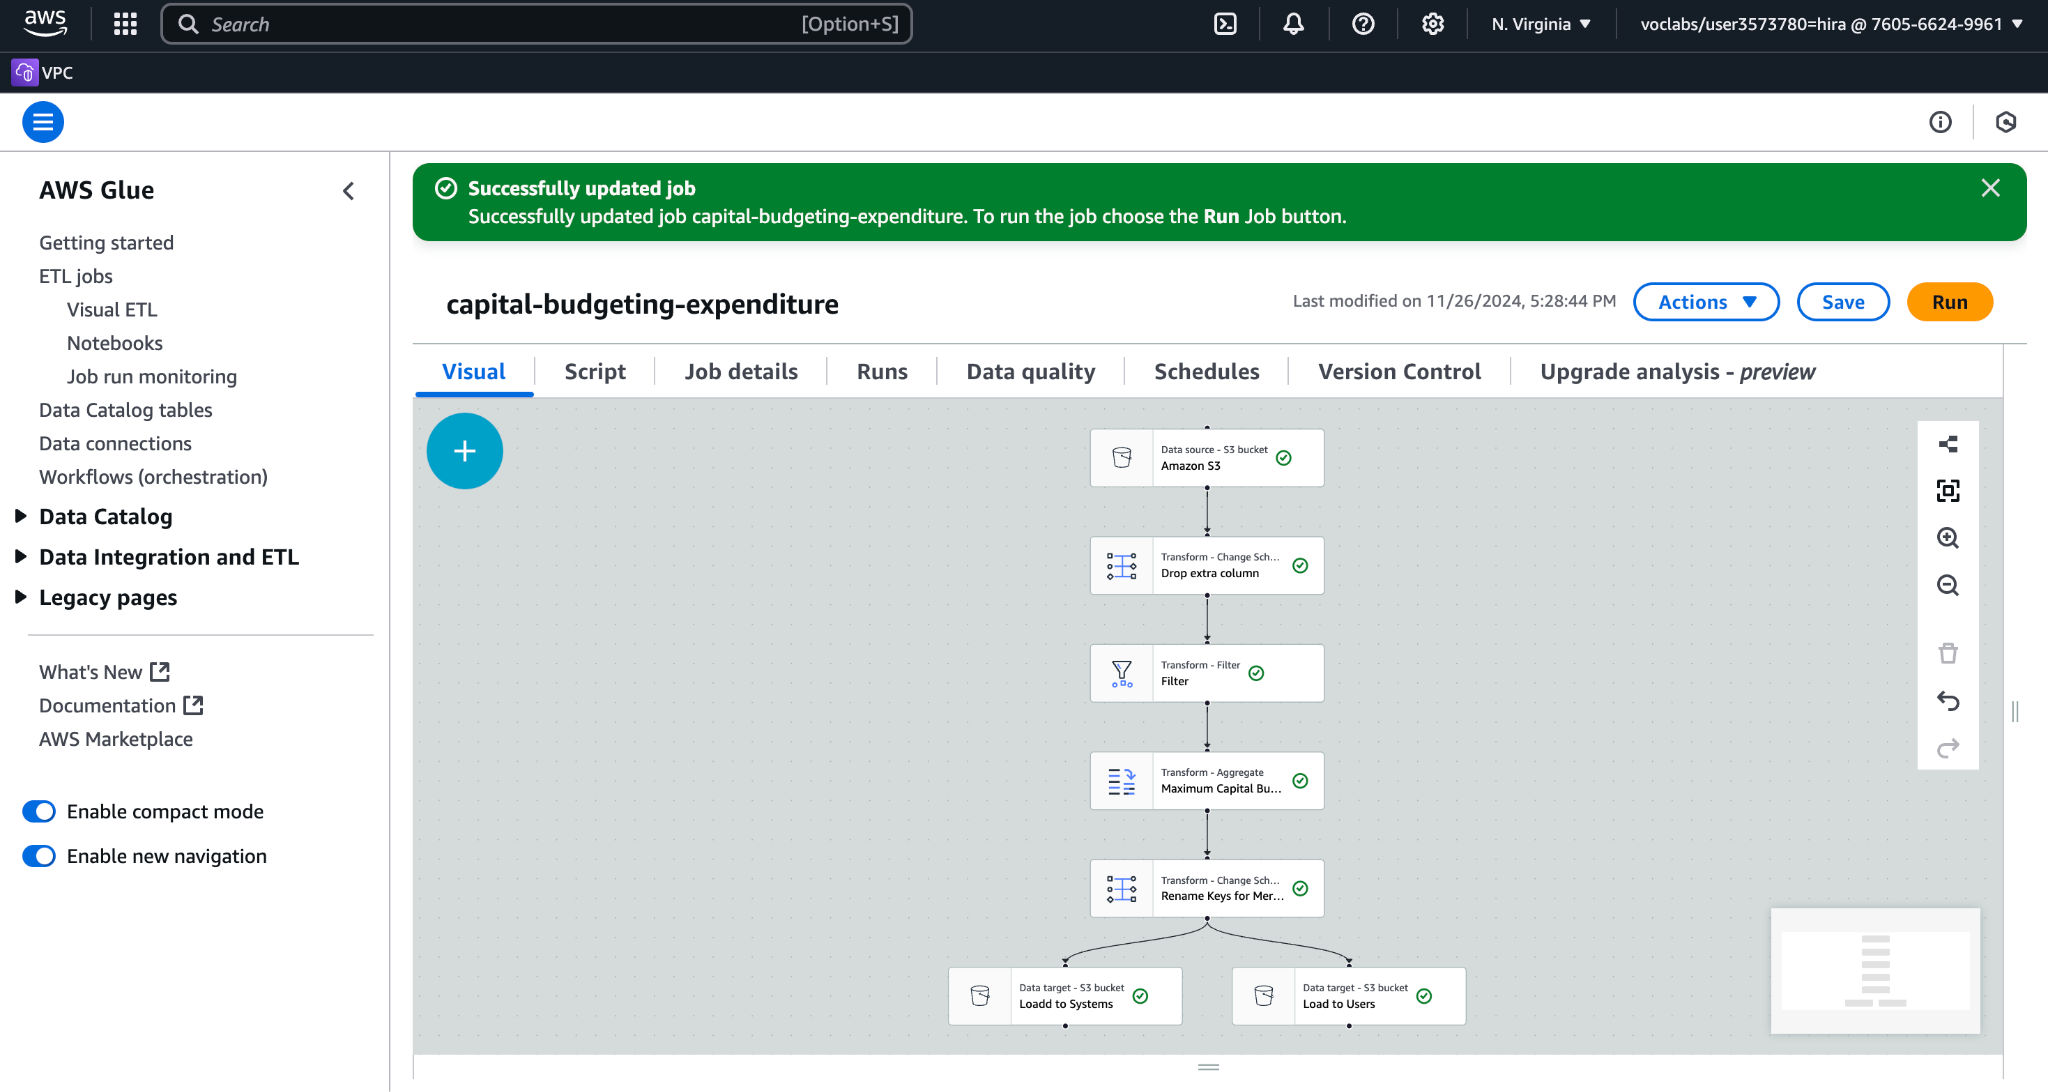 aws
Search [Option+S]
N. Virginia
voclabs/user3573780=hira @ 7605-6624-9961
VPC
AWS Glue
Getting started
ETL jobs
Visual ETL
Notebooks
Job run monitoring
Data Catalog tables
Data connections
Workflows (orchestration)
Data Catalog
Data Integration and ETL
Legacy pages
What's New
Documentation
AWS Marketplace
Enable compact mode
Enable new navigation
Successfully updated job
Successfully updated job capital-budgeting-expenditure. To run the job choose the Run Job button.
capital-budgeting-expenditure
Last modified on 11/26/2024, 5:28:44 PM
Actions
Save
Run
Visual
Script
Job details
Runs
Data quality
Schedules
Version Control
Upgrade analysis - preview
Data source - S3 bucket
Amazon S3
Transform - Change Sch...
Drop extra column
Transform - Filter
Filter
Transform - Aggregate
Maximum Capital Bu...
Transform - Change Sch...
Rename Keys for Mer...
Data target - S3 bucket
Loadd to Systems
Data target - S3 bucket
Load to Users